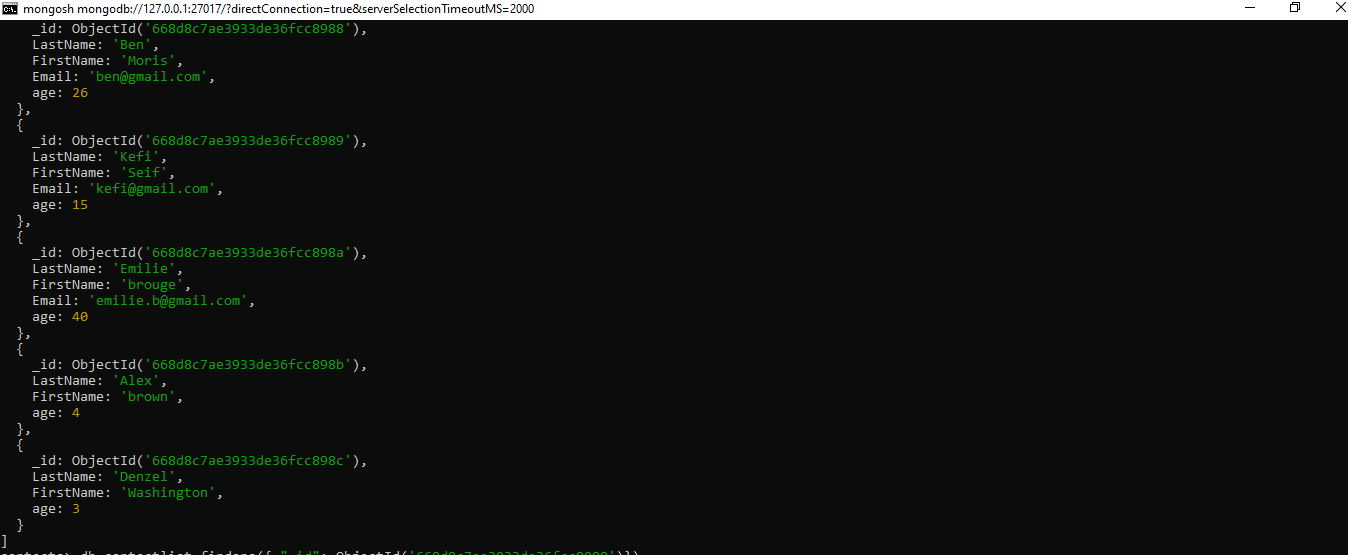 mongosh mongodb://127.0.0.1:27017/?directConnection=true&serverSelectionTimeoutMS=2000
_id: ObjectId('668d8c7ae3933de36fcc8988'),
LastName: 'Ben',
FirstName: 'Moris',
Email: 'ben@gmail.com',
age: 26
},
{
_id: ObjectId('668d8c7ae3933de36fcc8989'),
LastName: 'Kefi',
FirstName: 'Seif',
Email: 'kefi@gmail.com',
age: 15
},
{
_id: ObjectId('668d8c7ae3933de36fcc898a'),
LastName: 'Emilie',
FirstName: 'brouge',
Email: 'emilie.b@gmail.com',
age: 40
},
{
_id: ObjectId('668d8c7ae3933de36fcc898b'),
LastName: 'Alex',
FirstName: 'brown',
age: 4
},
{
_id: ObjectId('668d8c7ae3933de36fcc898c'),
LastName: 'Denzel',
FirstName: 'Washington',
age: 3
}
]